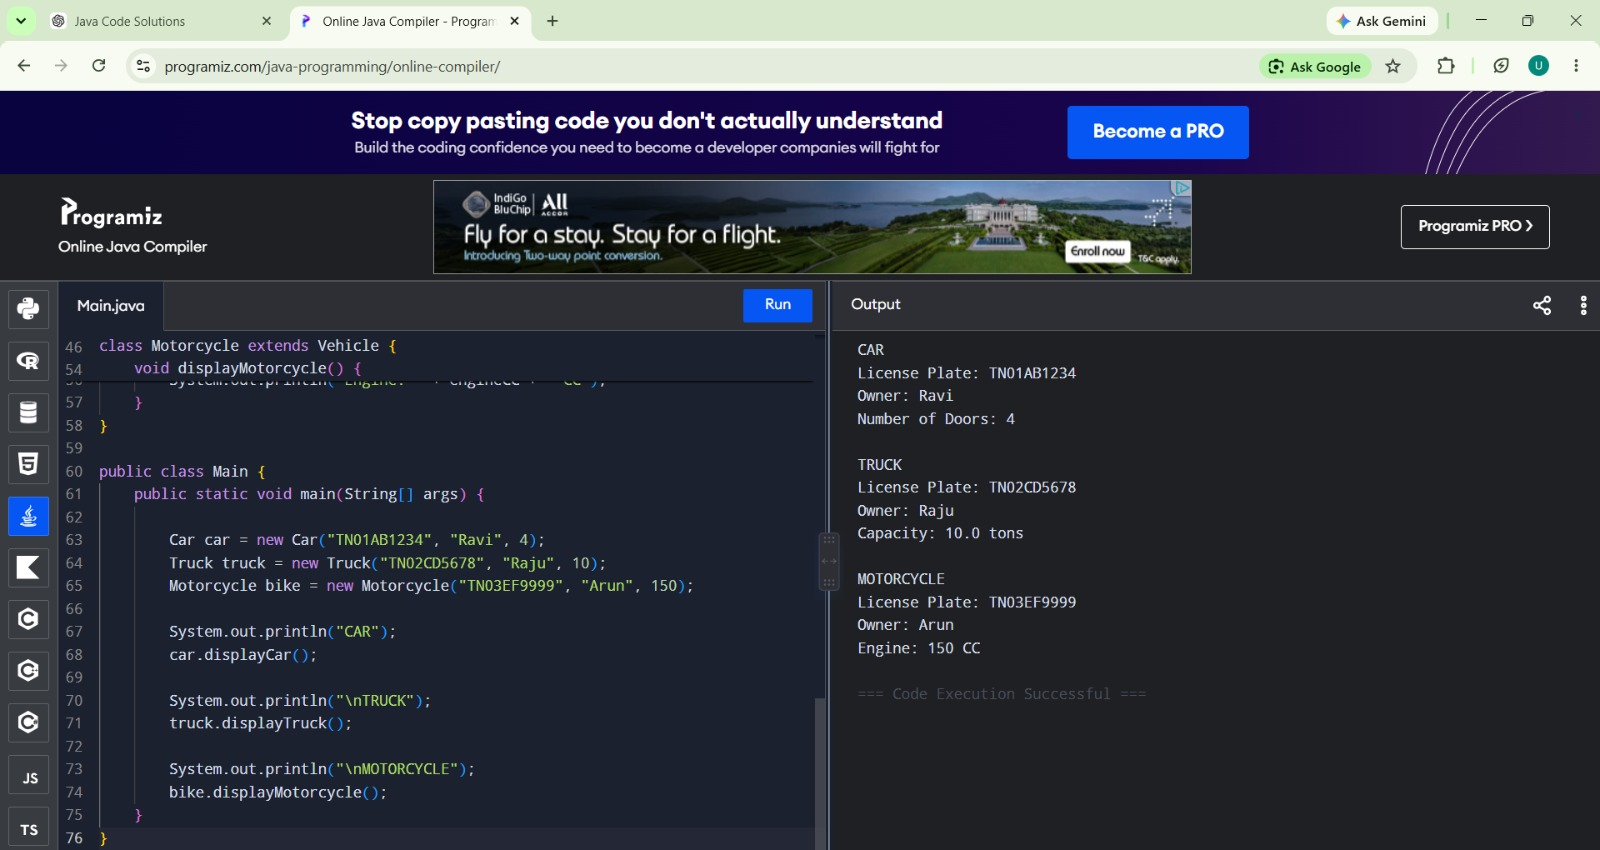 Java Code Solutions
Online Java Compiler - Program
Ask Gemini
programiz.com/java-programming/online-compiler/
Ask Google
U
Stop copy pasting code you don't actually understand
Build the coding confidence you need to become a developer companies will fight for
Become a PRO
Programiz
Online Java Compiler
IndiGo BluChip | ALL ACCOR
Fly for a stay. Stay for a flight.
Introducing Two-way point conversion.
Enroll now
T&C apply.
Programiz PRO >
Main.java
Run
Output
46 class Motorcycle extends Vehicle {
54 void displayMotorcycle() {
57 }
58 }
59
60 public class Main {
61 public static void main(String[] args) {
62
63 Car car = new Car("TN01AB1234", "Ravi", 4);
64 Truck truck = new Truck("TN02CD5678", "Raju", 10);
65 Motorcycle bike = new Motorcycle("TN03EF9999", "Arun", 150);
66
67 System.out.println("CAR");
68 car.displayCar();
69
70 System.out.println("\nTRUCK");
71 truck.displayTruck();
72
73 System.out.println("\nMOTORCYCLE");
74 bike.displayMotorcycle();
75 }
76 }
JS
TS
CAR
License Plate: TN01AB1234
Owner: Ravi
Number of Doors: 4
TRUCK
License Plate: TN02CD5678
Owner: Raju
Capacity: 10.0 tons
MOTORCYCLE
License Plate: TN03EF9999
Owner: Arun
Engine: 150 CC
=== Code Execution Successful ===